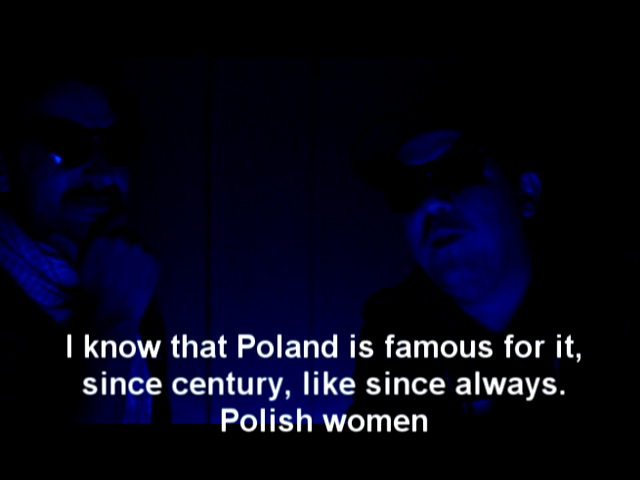 I know that Poland is famous for it,
since century, like since always.
Polish women